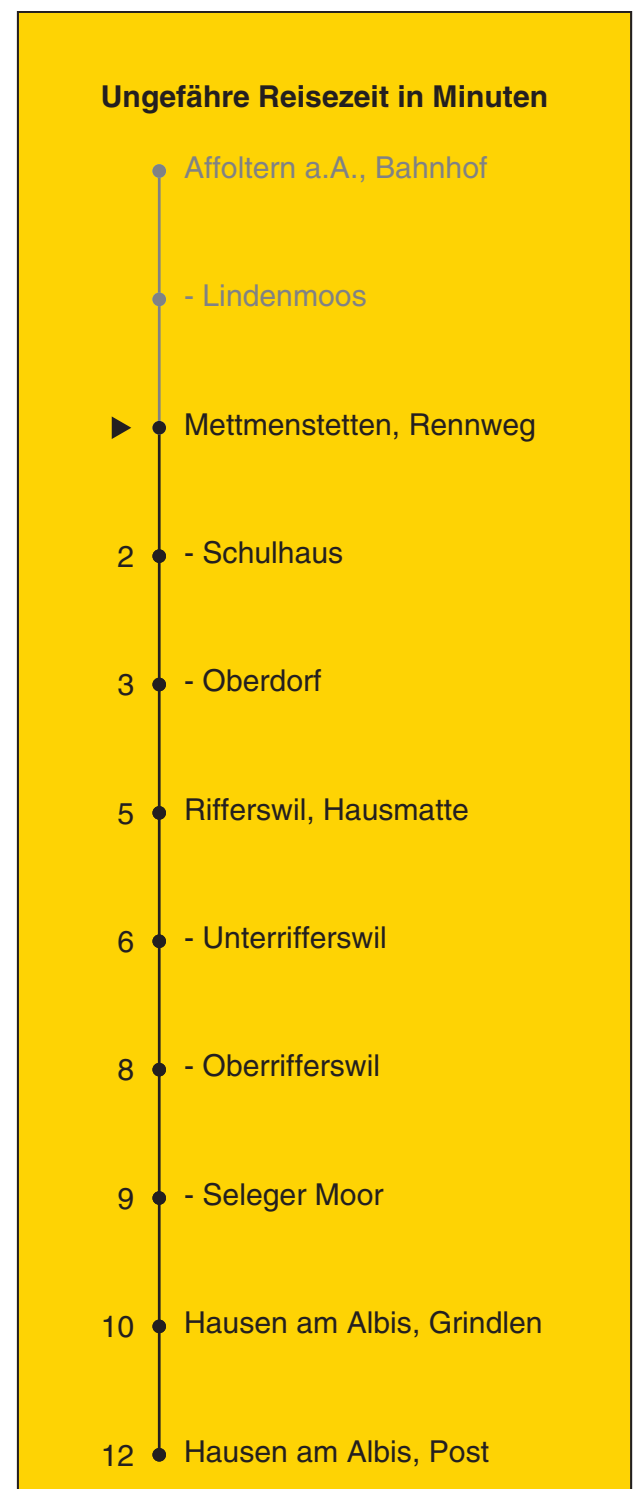 Ungefähre Reisezeit in Minuten
Affoltern a.A., Bahnhof
- Lindenmoos
Mettmenstetten, Rennweg
2 - Schulhaus
3 - Oberdorf
5 Rifferswil, Hausmatte
6 - Unterrifferswil
8 - Oberrifferswil
9 - Seleger Moor
10 Hausen am Albis, Grindlen
12 Hausen am Albis, Post